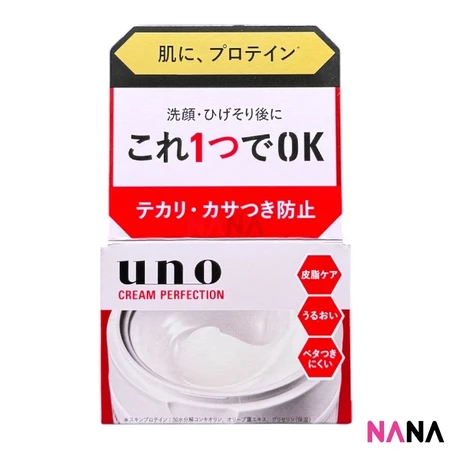 肌に、プロテイン*
洗顔・ひげそり後に
これ1つでOK
テカリ・カサつき防止
uno
CREAM PERFECTION
皮脂ケア
うるおい
ベタつき
にくい
NANA
NANA